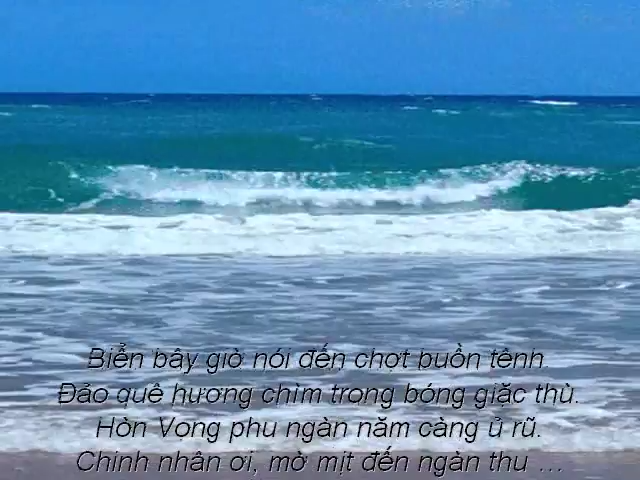 Biển bây giờ nói đến chợt buồn tênh.
Đảo quê hương chìm trong bóng giặc thù.
Hòn Vọng phu ngàn năm càng ủ rũ.
Chinh nhân ơi, mờ mịt đến ngàn thu …